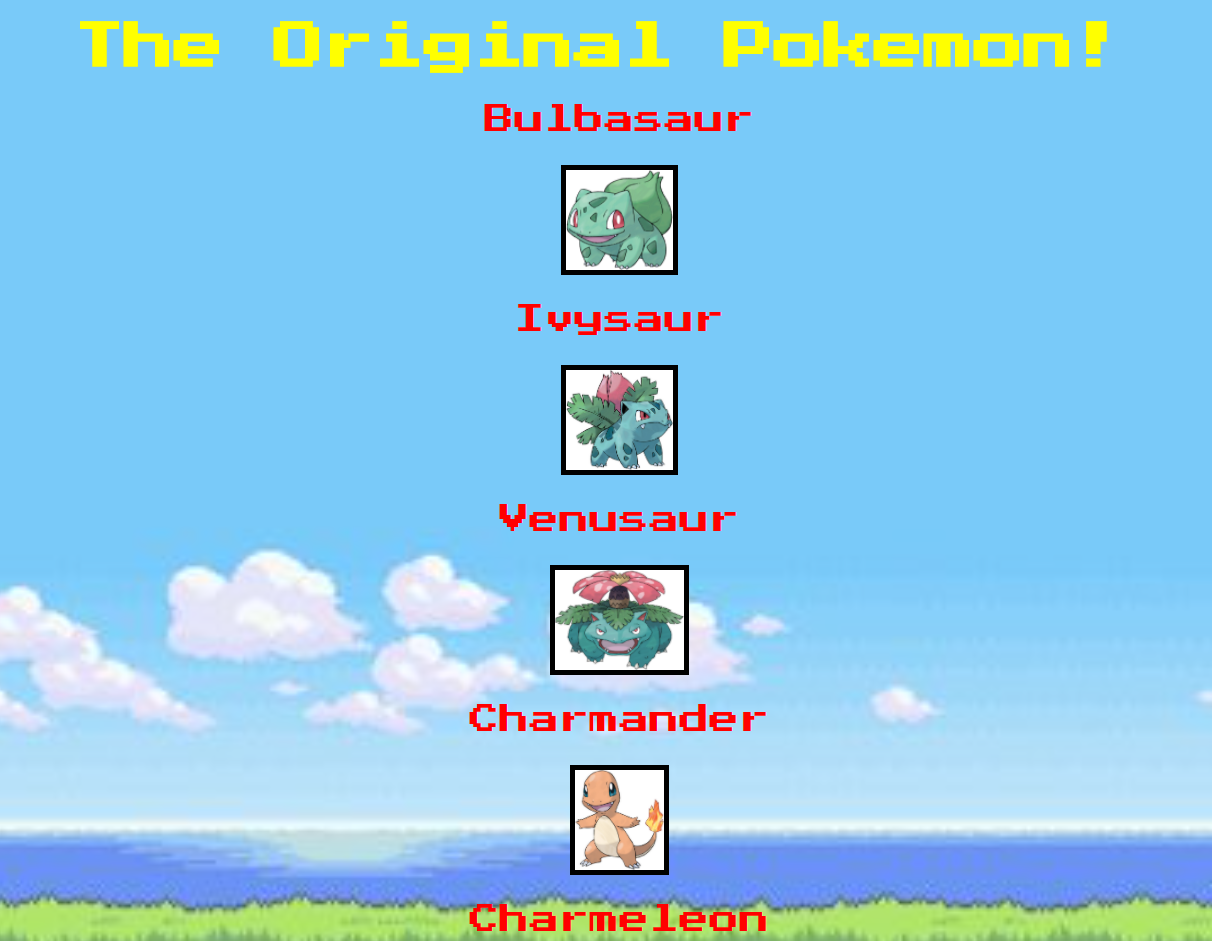 The Original Pokemon!
Bulbasaur
Ivysaur
Venusaur
Charmander
Charmeleon